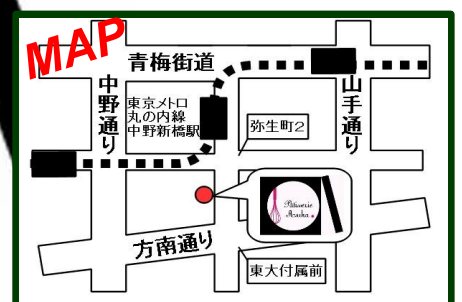 MAP
青梅街道
中野通り
山手通り
東京メトロ
丸の内線
中野新橋駅
弥生町2
Pâtisserie
Asaka.
方南通り
東大付属前